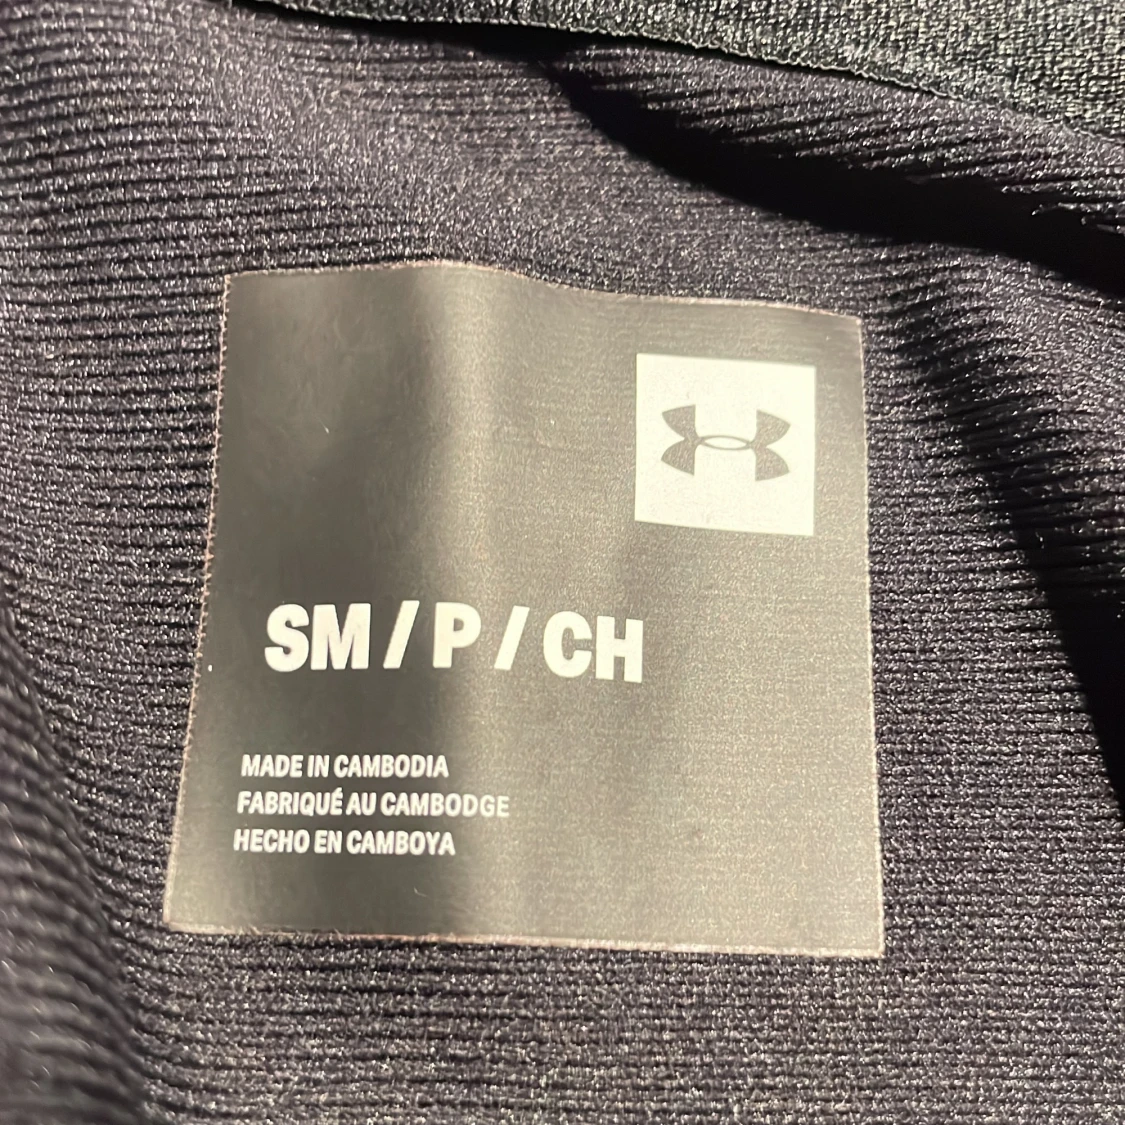 SM / P / CH
MADE IN CAMBODIA
FABRIQUÉ AU CAMBODGE
HECHO EN CAMBOYA